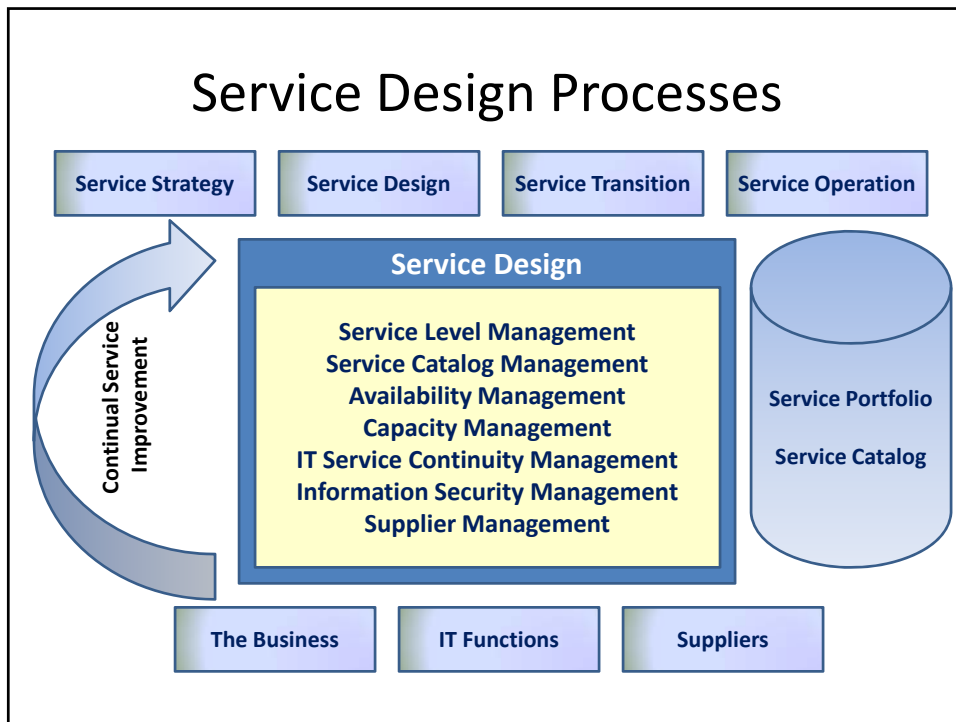 Service Design Processes
Service Strategy
Service Design
Service Transition
Service Operation
Continual Service
Improvement
Service Design
Service Level Management
Service Catalog Management
Availability Management
Capacity Management
IT Service Continuity Management
Information Security Management
Supplier Management
Service Portfolio
Service Catalog
The Business
IT Functions
Suppliers